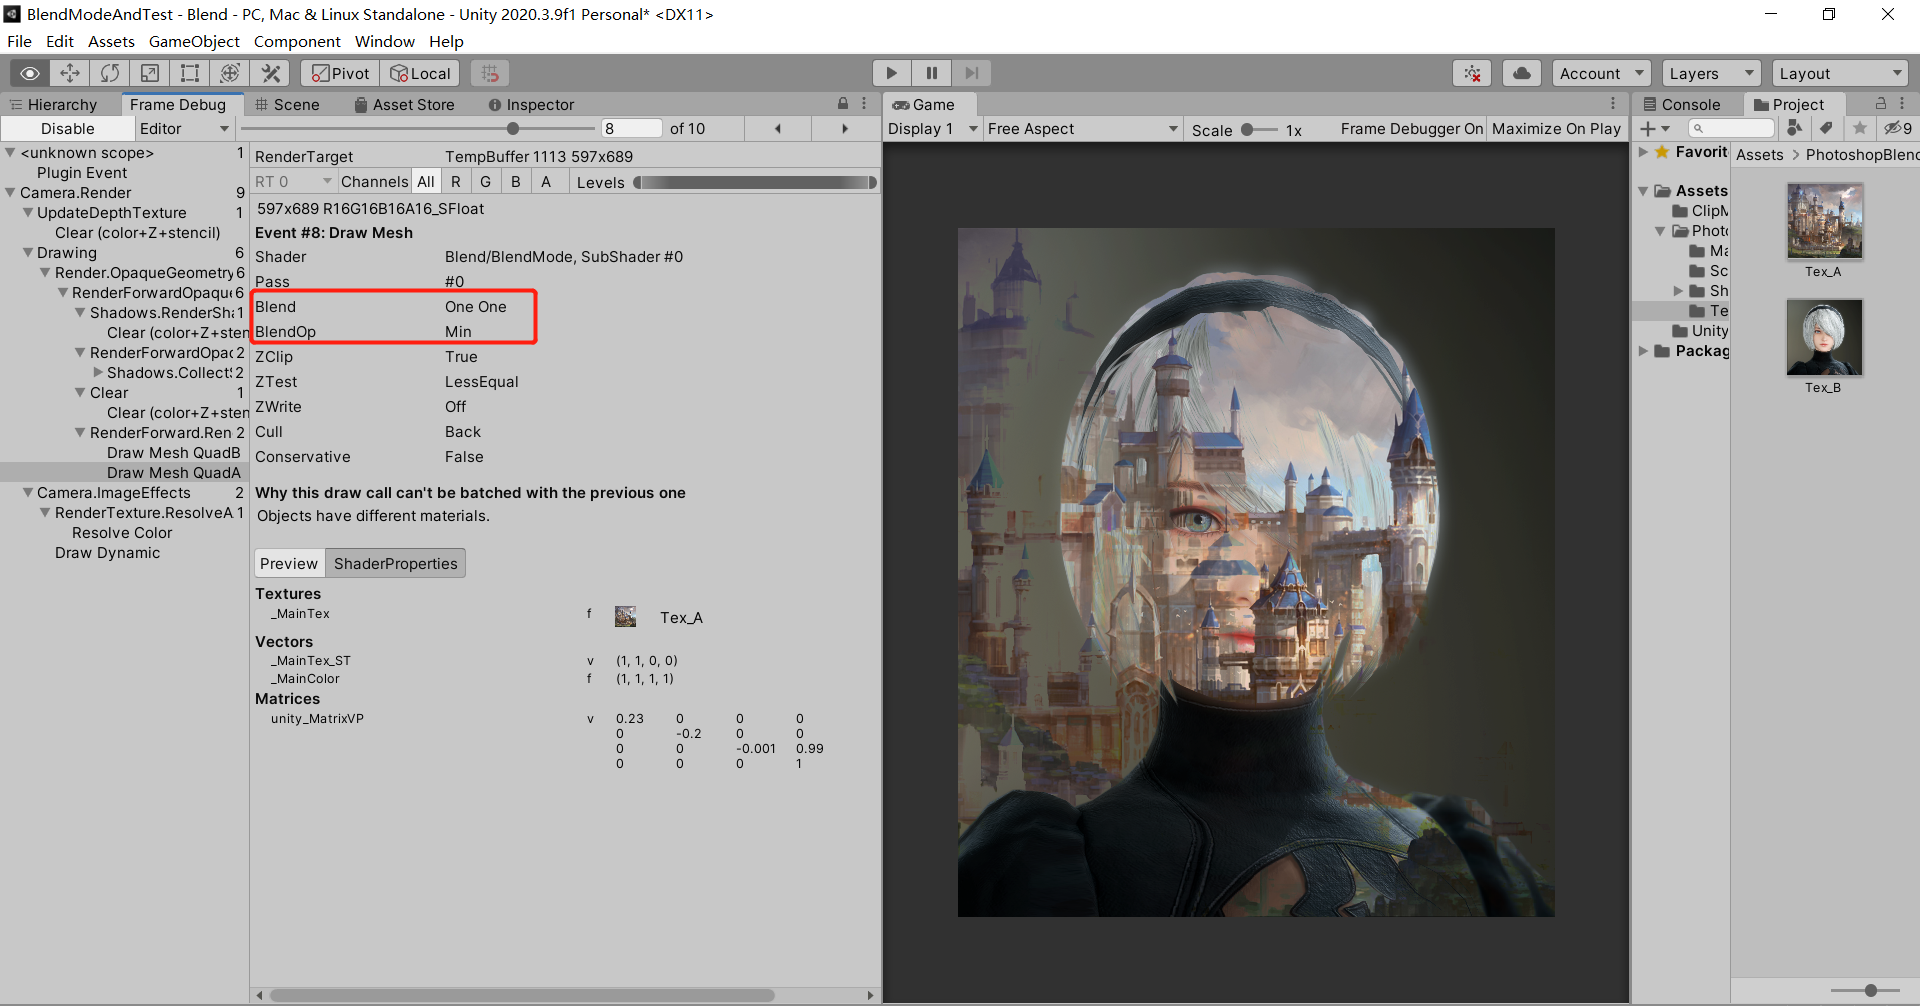 BlendModeAndTest - Blend - PC, Mac & Linux Standalone - Unity 2020.3.9f1 Personal* <DX11>
File Edit Assets GameObject Component Window Help
Pivot Local Account Layers Layout
Hierarchy Frame Debug Scene Asset Store Inspector Game Console Project
Disable Editor 8 of 10 Display 1 Free Aspect Scale 1x Frame Debugger On Maximize On Play 9
<unknown scope> 1
Plugin Event
Camera.Render 9
UpdateDepthTexture 1
Clear (color+Z+stencil)
Drawing 6
Render.OpaqueGeometry 6
RenderForwardOpaque 6
Shadows.RenderSha 1
Clear (color+Z+sten
RenderForwardOpac 2
Shadows.Collect 2
Clear 1
Clear (color+Z+sten
RenderForward.Ren 2
Draw Mesh QuadB
Draw Mesh QuadA
Camera.ImageEffects 2
RenderTexture.ResolveA 1
Resolve Color
Draw Dynamic
RenderTarget TempBuffer 1113 597x689
RT 0 Channels All R G B A Levels
597x689 R16G16B16A16_SFloat
Event #8: Draw Mesh
Shader Blend/BlendMode, SubShader #0
Pass #0
Blend One One
BlendOp Min
ZClip True
ZTest LessEqual
ZWrite Off
Cull Back
Conservative False
Why this draw call can't be batched with the previous one
Objects have different materials.
Preview ShaderProperties
Textures
_MainTex f Tex_A
Vectors
_MainTex_ST v (1, 1, 0, 0)
_MainColor f (1, 1, 1, 1)
Matrices
unity_MatrixVP v 0.23 0 0 0
0 -0.2 0 0
0 0 -0.001 0.99
0 0 0 1
Favorit
Assets
ClipM
Photo
Ma
Sc
Sh
Te
Unity
Packag
Assets > PhotoshopBlend
Tex_A
Tex_B